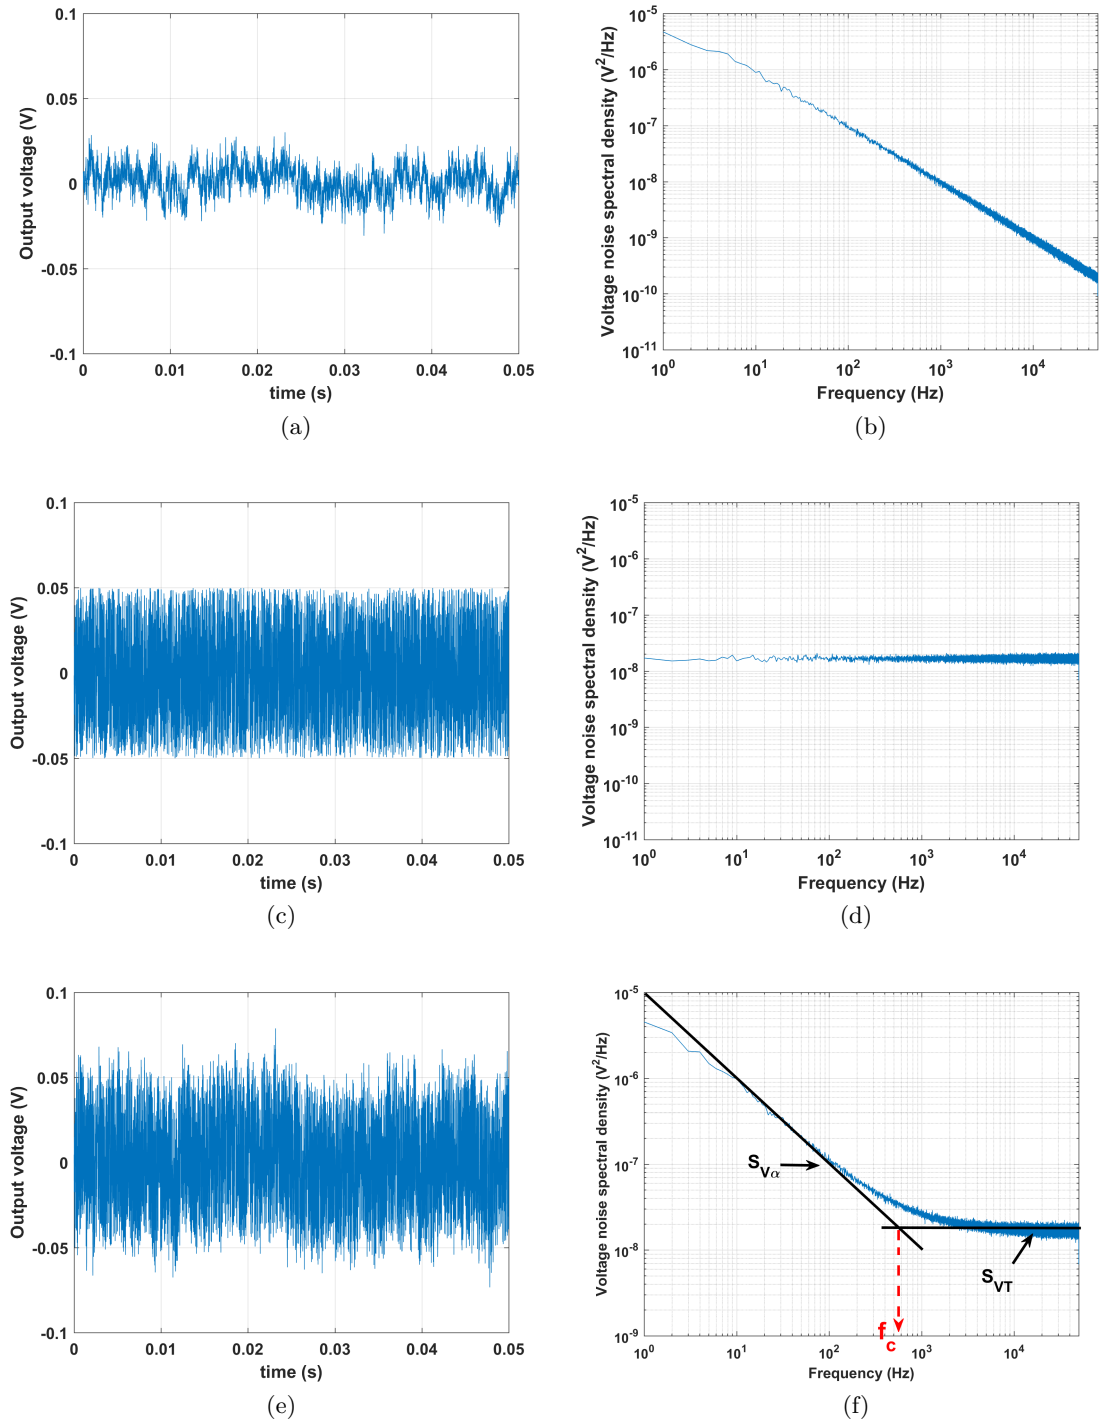 0.1
0.05
0
-0.05
-0.1
Output voltage (V)
0 0.01 0.02 0.03 0.04 0.05
time (s)
(a)
10^-5
10^-6
10^-7
10^-8
10^-9
10^-10
10^-11
Voltage noise spectral density (V^2/Hz)
10^0 10^1 10^2 10^3 10^4
Frequency (Hz)
(b)
0.1
0.05
0
-0.05
-0.1
Output voltage (V)
0 0.01 0.02 0.03 0.04 0.05
time (s)
(c)
10^-5
10^-6
10^-7
10^-8
10^-9
10^-10
10^-11
Voltage noise spectral density (V^2/Hz)
10^0 10^1 10^2 10^3 10^4
Frequency (Hz)
(d)
0.1
0.05
0
-0.05
-0.1
Output voltage (V)
0 0.01 0.02 0.03 0.04 0.05
time (s)
(e)
10^-5
10^-6
10^-7
10^-8
10^-9
Voltage noise spectral density (V^2/Hz)
S_Vα
S_VT
f_c
10^0 10^1 10^2 10^3 10^4
Frequency (Hz)
(f)